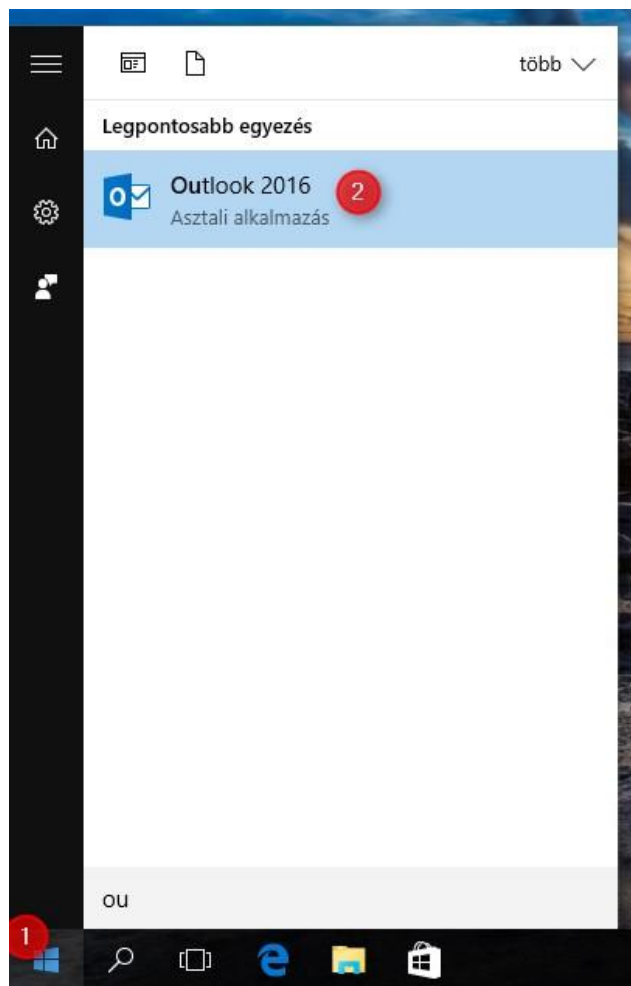 több
Legpontosabb egyezés
Outlook 2016
2
Asztali alkalmazás
ou
1